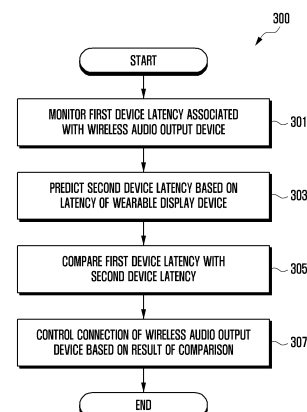 300
START
MONITOR FIRST DEVICE LATENCY ASSOCIATED
WITH WIRELESS AUDIO OUTPUT DEVICE
301
PREDICT SECOND DEVICE LATENCY BASED ON
LATENCY OF WEARABLE DISPLAY DEVICE
303
COMPARE FIRST DEVICE LATENCY WITH
SECOND DEVICE LATENCY
305
CONTROL CONNECTION OF WIRELESS AUDIO OUTPUT
DEVICE BASED ON RESULT OF COMPARISON
307
END